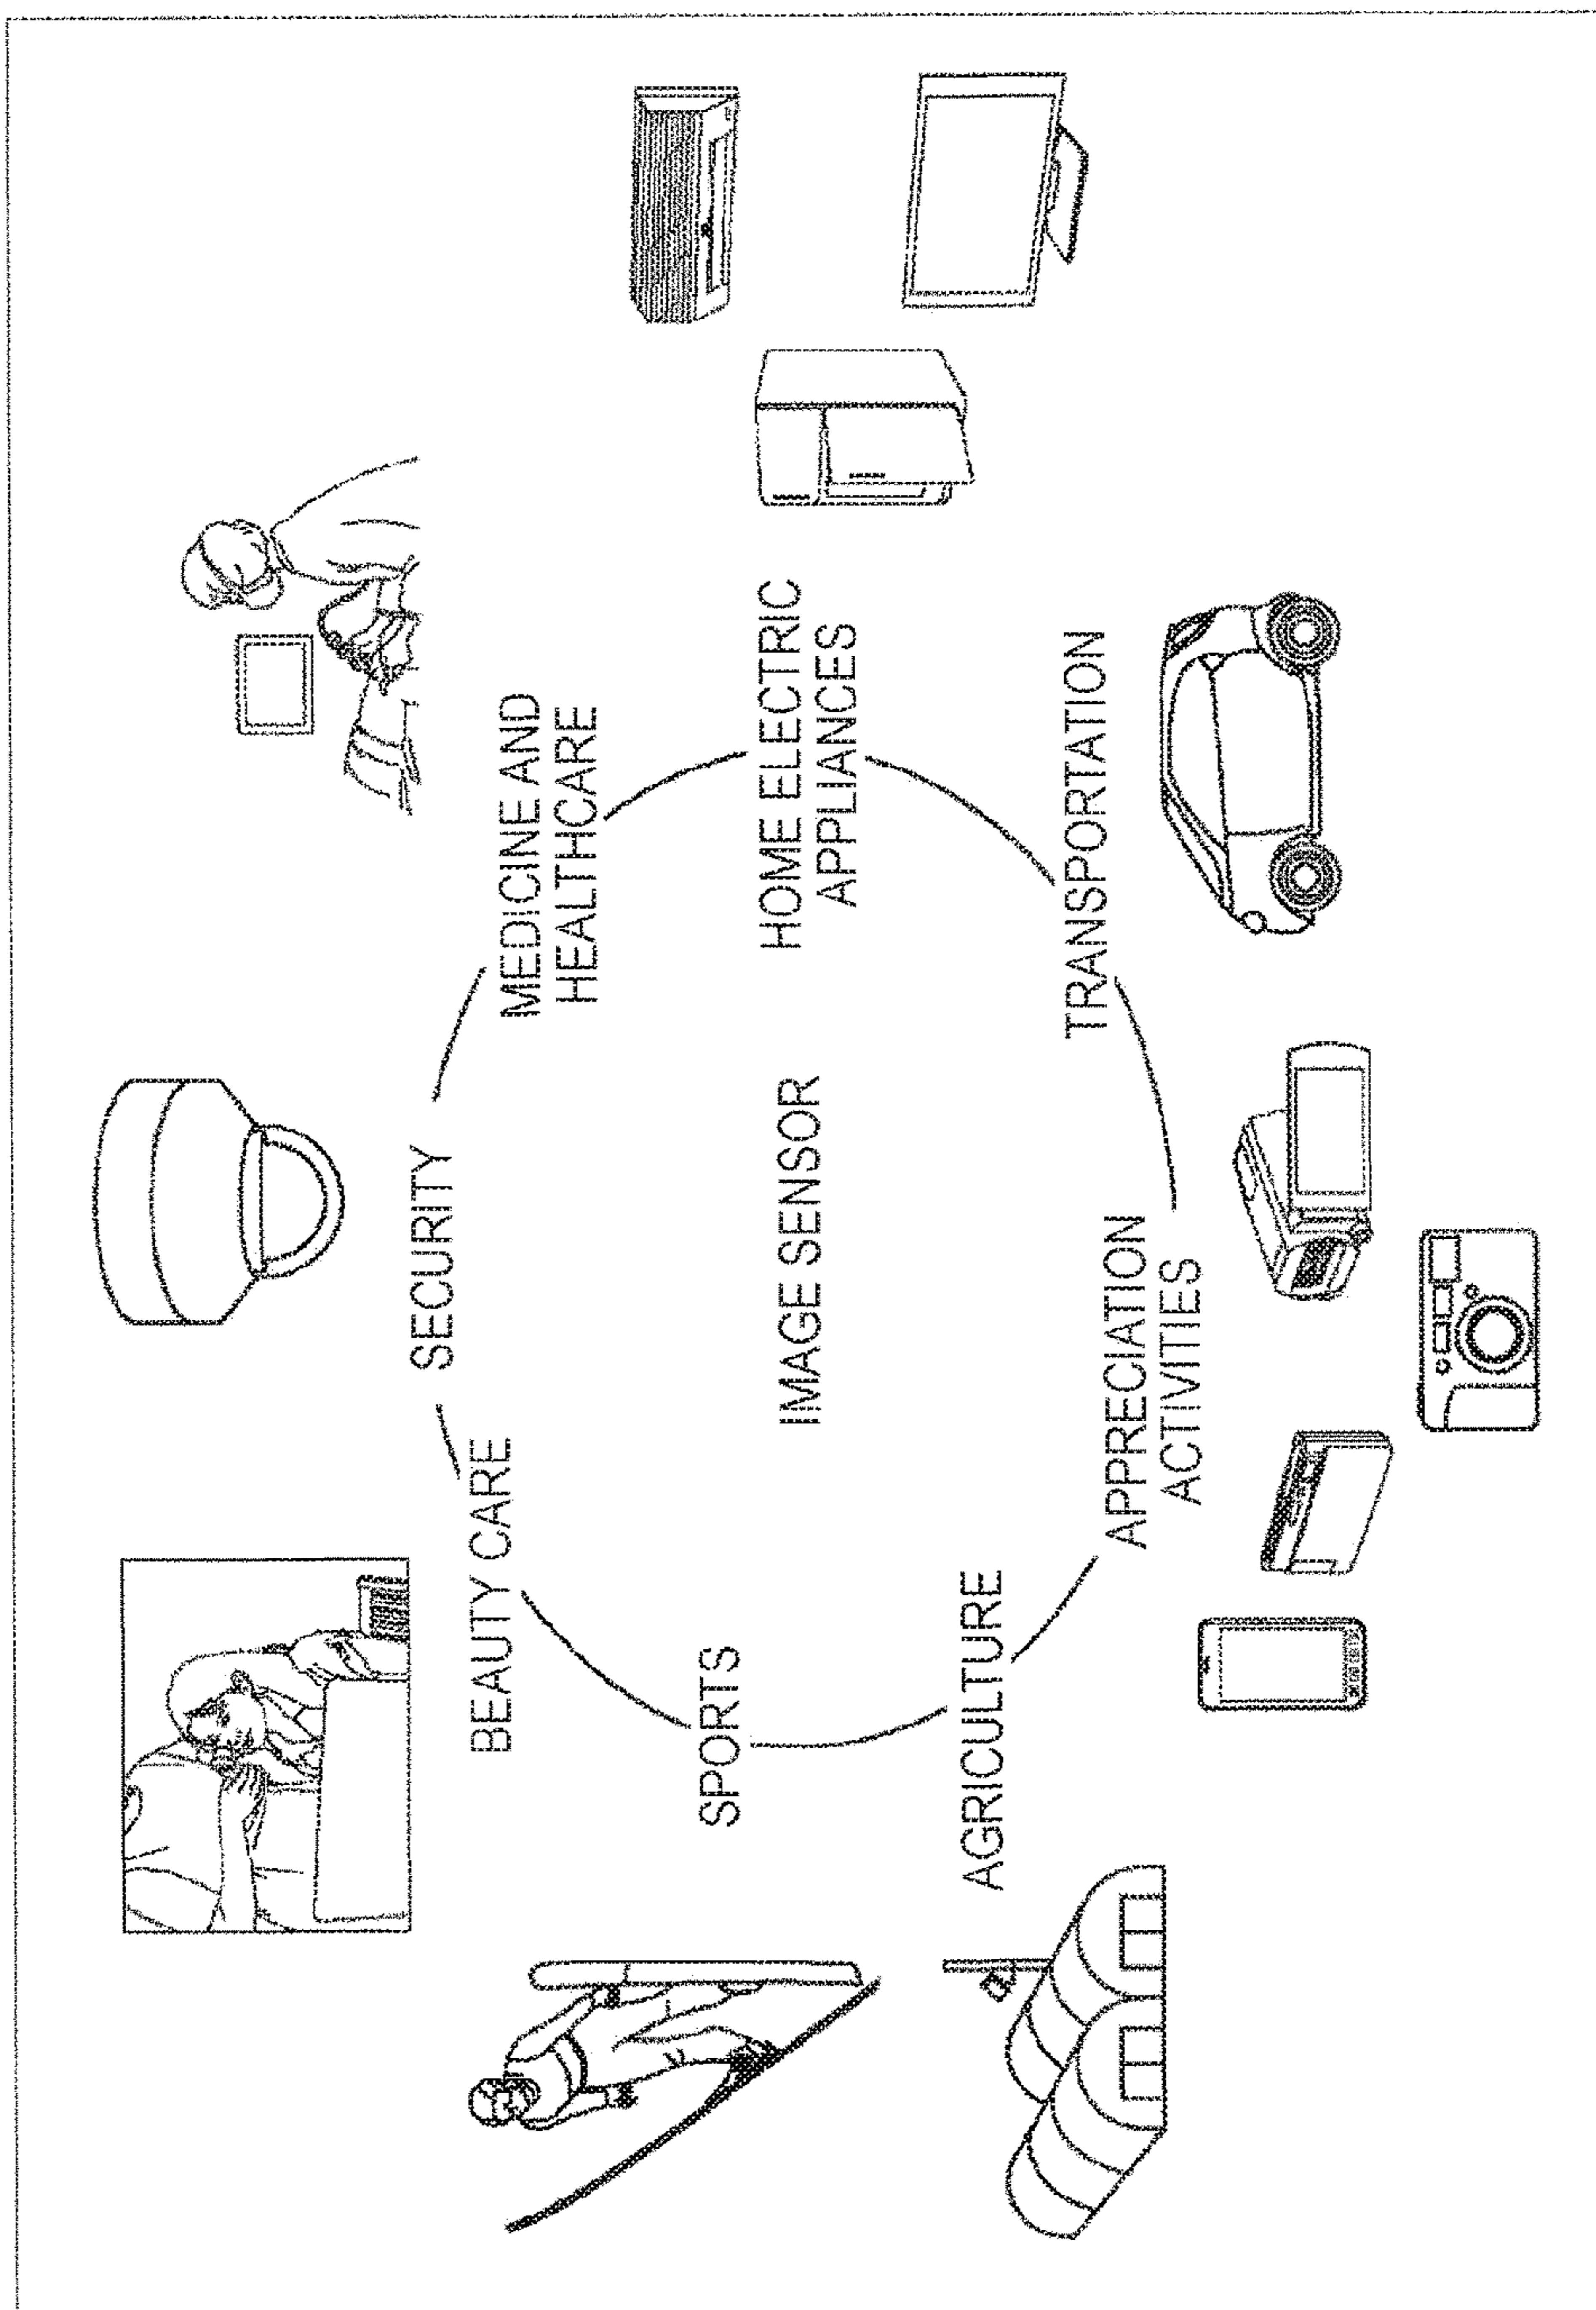 SECURITY
BEAUTY CARE
MEDICINE AND
HEALTHCARE
SPORTS
IMAGE SENSOR
HOME ELECTRIC
APPLIANCES
AGRICULTURE
TRANSPORTATION
APPRECIATION
ACTIVITIES